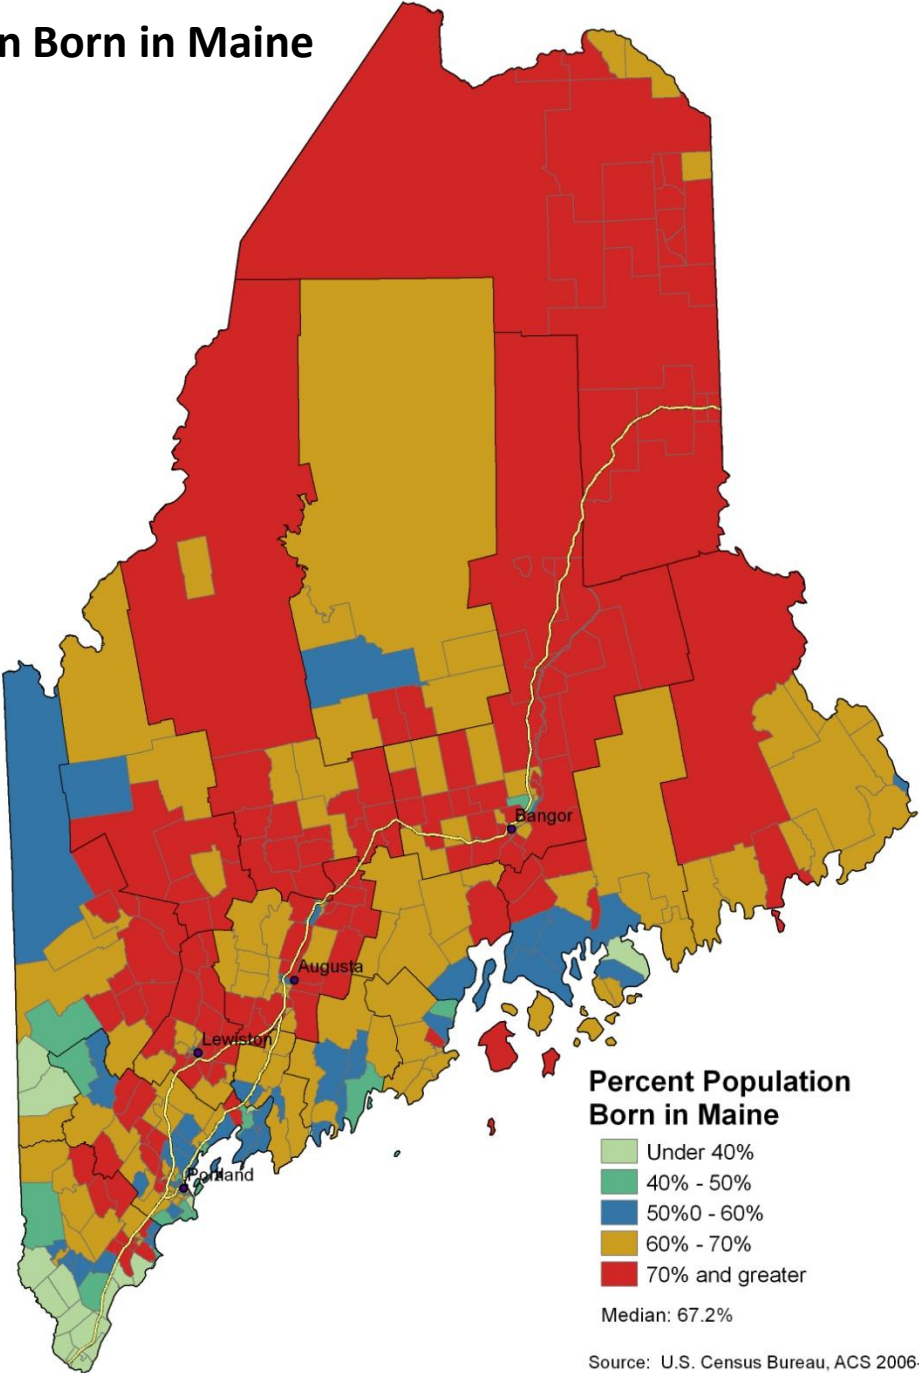 n Born in Maine
Bangor
Augusta
Lewiston
Portland
Percent Population
Born in Maine
Under 40%
40% - 50%
50%0 - 60%
60% - 70%
70% and greater
Median: 67.2%
Source: U.S. Census Bureau, ACS 2006-